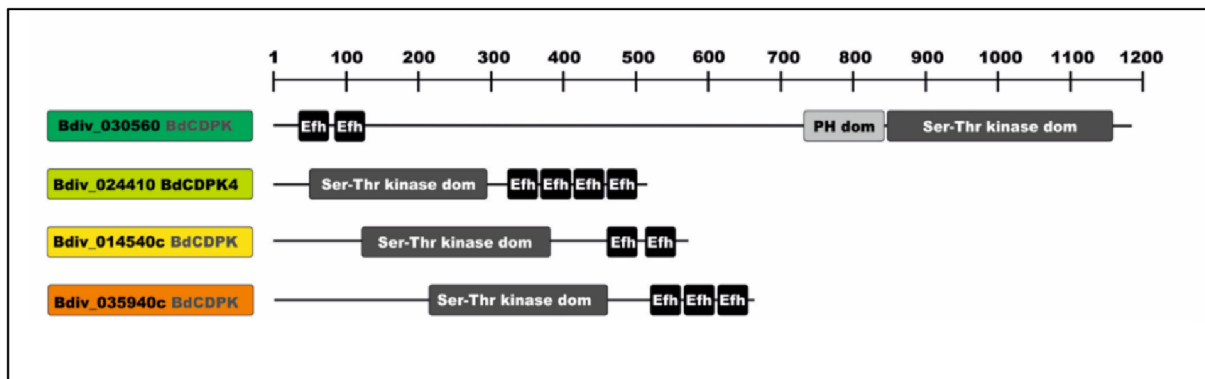 1 100 200 300 400 500 600 700 800 900 1000 1100 1200
Bdiv_030560 BdCDPK Efh Efh PH dom Ser-Thr kinase dom
Bdiv_024410 BdCDPK4 Ser-Thr kinase dom Efh Efh Efh Efh
Bdiv_014540c BdCDPK Ser-Thr kinase dom Efh Efh
Bdiv_035940c BdCDPK Ser-Thr kinase dom Efh Efh Efh